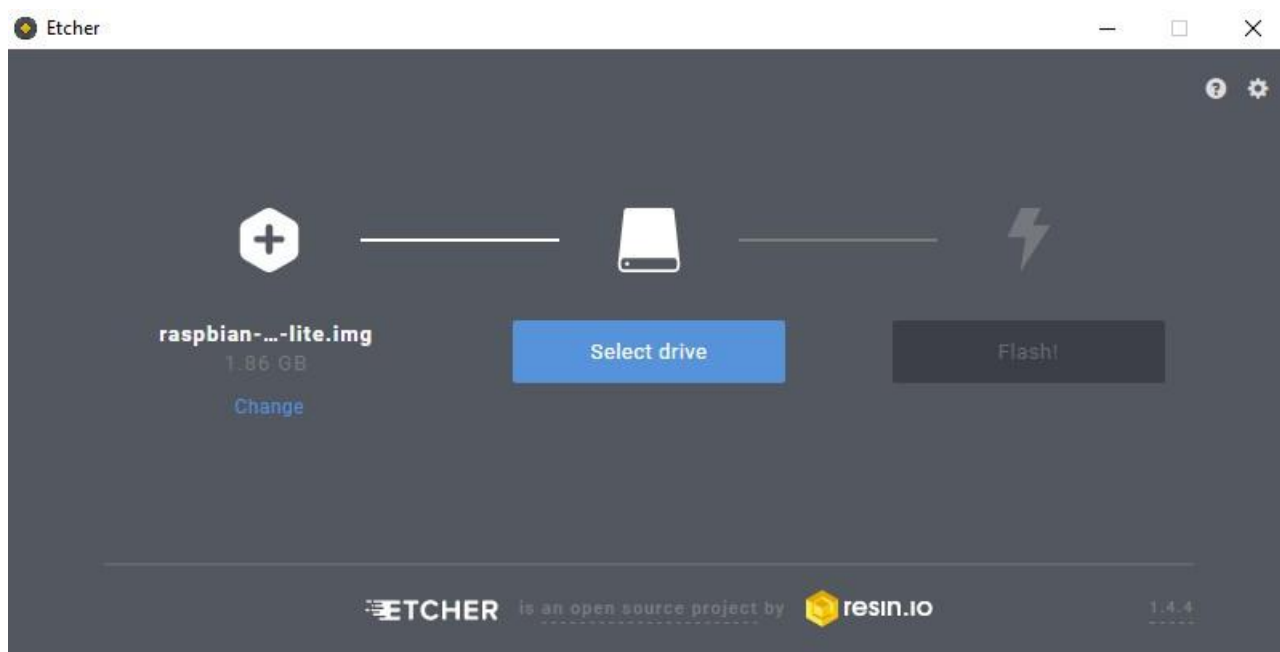 Etcher
raspbian-...-lite.img
1.86 GB
Change
Select drive
Flash!
ETCHER is an open source project by resin.io
1.4.4